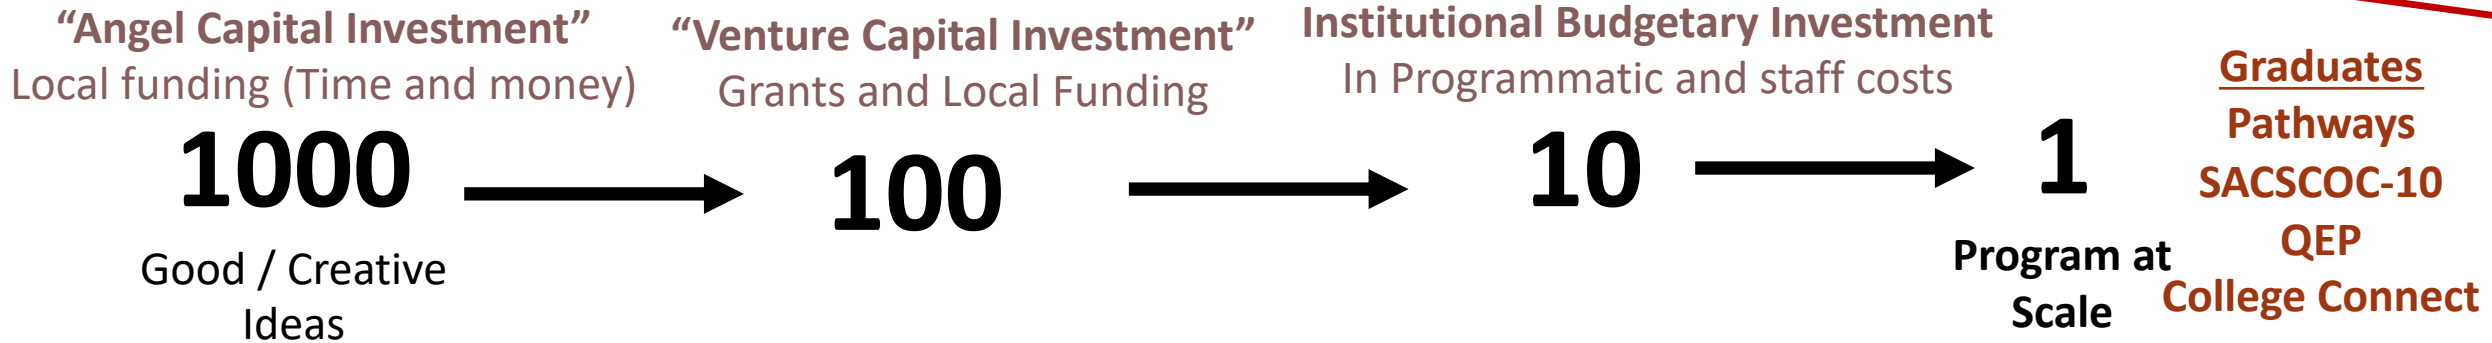 “Angel Capital Investment”
Local funding (Time and money)
1000
Good / Creative
Ideas
“Venture Capital Investment”
Grants and Local Funding
100
Institutional Budgetary Investment
In Programmatic and staff costs
10
1
Program at
Scale
Graduates
Pathways
SACSCOC-10
QEP
College Connect